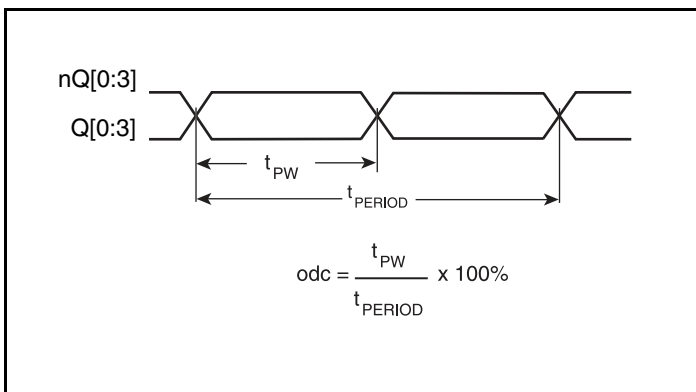 nQ[0:3]
Q[0:3]
tPW
tPERIOD
odc = tPW / tPERIOD x 100%